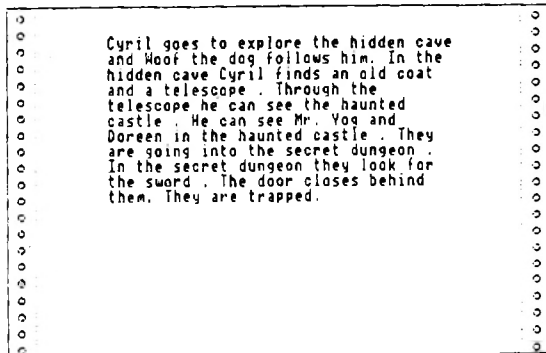 Cyril goes to explore the hidden cave
and Woof the dog follows him. In the
hidden cave Cyril finds an old coat
and a telescope . Through the
telescope he can see the haunted
castle . He can see Mr. Yog and
Doreen in the haunted castle . They
are going into the secret dungeon .
In the secret dungeon they look for
the sword . The door closes behind
them. They are trapped.